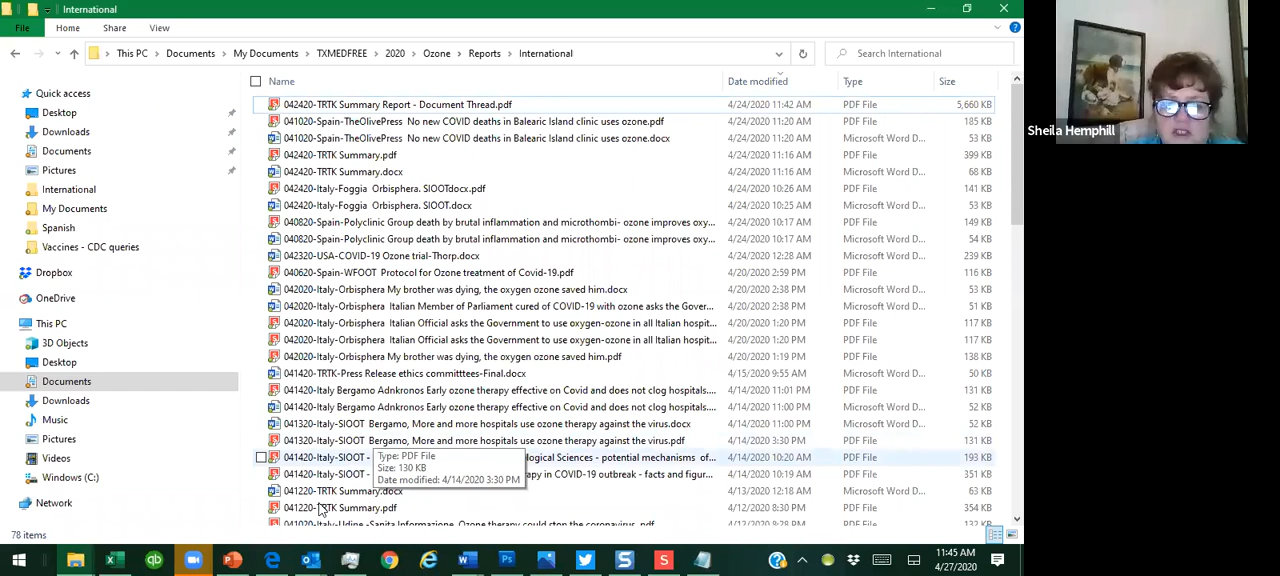 International
File Home Share View
This PC Documents My Documents TXMEDFREE 2020 Ozone Reports International Search International
Name Date modified Type Size
Quick access
Desktop
Downloads
Documents
Pictures
International
My Documents
Spanish
Vaccines - CDC queries
Dropbox
OneDrive
This PC
3D Objects
Desktop
Documents
Downloads
Music
Pictures
Videos
Windows (C:)
Network
042420-TRTK Summary Report - Document Thread.pdf 4/24/2020 11:42 AM PDF File 5,660 KB
041020-Spain-TheOlivePress No new COVID deaths in Balearic Island clinic uses ozone.pdf 4/24/2020 11:20 AM PDF File 185 KB
041020-Spain-TheOlivePress No new COVID deaths in Balearic Island clinic uses ozone.docx 4/24/2020 11:20 AM Microsoft Word D... 53 KB
042420-TRTK Summary.pdf 4/24/2020 11:16 AM PDF File 399 KB
042420-TRTK Summary.docx 4/24/2020 11:16 AM Microsoft Word D... 68 KB
042420-Italy-Foggia Orbisphera. SIOOTdocx.pdf 4/24/2020 10:26 AM PDF File 141 KB
042420-Italy-Foggia Orbisphera. SIOOT.docx 4/24/2020 10:25 AM Microsoft Word D... 53 KB
040820-Spain-Polyclinic Group death by brutal inflammation and microthombi- ozone improves oxy... 4/24/2020 10:17 AM PDF File 149 KB
040820-Spain-Polyclinic Group death by brutal inflammation and microthombi- ozone improves oxy... 4/24/2020 10:17 AM Microsoft Word D... 54 KB
042320-USA-COVID-19 Ozone trial-Thorp.docx 4/24/2020 12:28 AM Microsoft Word D... 239 KB
040620-Spain-WFOOT Protocol for Ozone treatment of Covid-19.pdf 4/20/2020 2:59 PM PDF File 116 KB
042020-Italy-Orbisphera My brother was dying, the oxygen ozone saved him.docx 4/20/2020 2:38 PM Microsoft Word D... 53 KB
042020-Italy-Orbisphera Italian Member of Parliament cured of COVID-19 with ozone asks the Gover... 4/20/2020 2:38 PM Microsoft Word D... 51 KB
042020-Italy-Orbisphera Italian Official asks the Government to use oxygen-ozone in all Italian hospit... 4/20/2020 1:20 PM PDF File 117 KB
042020-Italy-Orbisphera Italian Official asks the Government to use oxygen-ozone in all Italian hospit... 4/20/2020 1:20 PM PDF File 117 KB
042020-Italy-Orbisphera My brother was dying, the oxygen ozone saved him.pdf 4/20/2020 1:19 PM PDF File 138 KB
041420-TRTK-Press Release ethics committtees-Final.docx 4/15/2020 9:55 AM Microsoft Word D... 50 KB
041420-Italy Bergamo Adnkronos Early ozone therapy effective on Covid and does not clog hospitals.... 4/14/2020 11:01 PM PDF File 131 KB
041420-Italy Bergamo Adnkronos Early ozone therapy effective on Covid and does not clog hospitals.... 4/14/2020 11:00 PM Microsoft Word D... 52 KB
041320-Italy-SIOOT Bergamo, More and more hospitals use ozone therapy against the virus.docx 4/14/2020 11:00 PM Microsoft Word D... 53 KB
041320-Italy-SIOOT Bergamo, More and more hospitals use ozone therapy against the virus.pdf 4/14/2020 3:30 PM PDF File 131 KB
041420-Italy-SIOOT - ological Sciences - potential mechanisms of... 4/14/2020 10:20 AM PDF File 193 KB
041420-Italy-SIOOT - apy in COVID-19 outbreak - facts and figur... 4/14/2020 10:19 AM PDF File 251 KB
041220-TRTK Summary.docx 4/13/2020 12:18 AM Microsoft Word D... 63 KB
041220-TRTK Summary.pdf 4/12/2020 8:30 PM PDF File 354 KB
041020-Italy-Udine -Sanita Informazione. Ozone therapy could stop the coronavirus .pdf 4/12/2020 9:28 PM PDF File 132 KB
Type: PDF File
Size: 130 KB
Date modified: 4/14/2020 3:30 PM
78 items
11:45 AM
4/27/2020
Sheila Hemphill